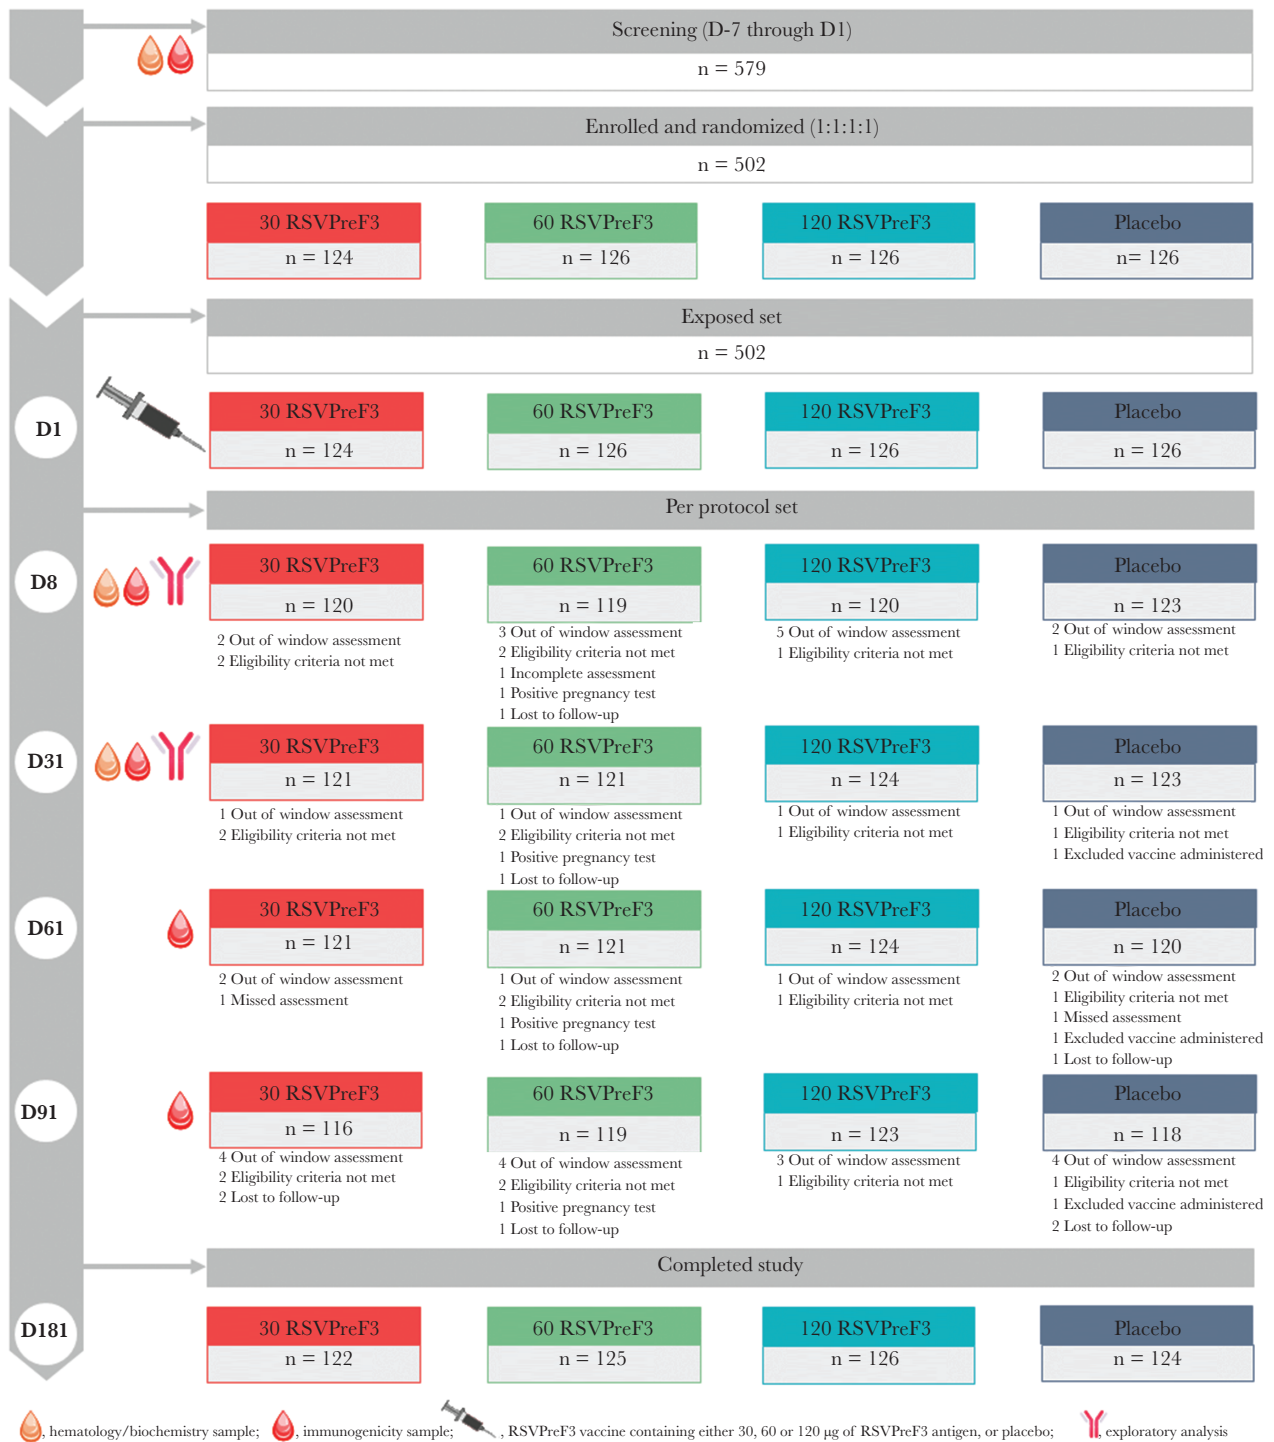 Screening (D-7 through D1)
n = 579
Enrolled and randomized (1:1:1:1)
n = 502
30 RSVPreF3
60 RSVPreF3
120 RSVPreF3
Placebo
n = 124
n = 126
n = 126
n= 126
Exposed set
n = 502
D1
30 RSVPreF3
60 RSVPreF3
120 RSVPreF3
Placebo
n = 124
n = 126
n = 126
n = 126
Per protocol set
D8
30 RSVPreF3
n = 120
2 Out of window assessment
2 Eligibility criteria not met
60 RSVPreF3
n = 119
3 Out of window assessment
2 Eligibility criteria not met
1 Incomplete assessment
1 Positive pregnancy test
1 Lost to follow-up
120 RSVPreF3
n = 120
5 Out of window assessment
1 Eligibility criteria not met
Placebo
n = 123
2 Out of window assessment
1 Eligibility criteria not met
D31
30 RSVPreF3
n = 121
1 Out of window assessment
2 Eligibility criteria not met
60 RSVPreF3
n = 121
1 Out of window assessment
2 Eligibility criteria not met
1 Positive pregnancy test
1 Lost to follow-up
120 RSVPreF3
n = 124
1 Out of window assessment
1 Eligibility criteria not met
Placebo
n = 123
1 Out of window assessment
1 Eligibility criteria not met
1 Excluded vaccine administered
D61
30 RSVPreF3
n = 121
2 Out of window assessment
1 Missed assessment
60 RSVPreF3
n = 121
1 Out of window assessment
2 Eligibility criteria not met
1 Positive pregnancy test
1 Lost to follow-up
120 RSVPreF3
n = 124
1 Out of window assessment
1 Eligibility criteria not met
Placebo
n = 120
2 Out of window assessment
1 Eligibility criteria not met
1 Missed assessment
1 Excluded vaccine administered
1 Lost to follow-up
D91
30 RSVPreF3
n = 116
4 Out of window assessment
2 Eligibility criteria not met
2 Lost to follow-up
60 RSVPreF3
n = 119
4 Out of window assessment
2 Eligibility criteria not met
1 Positive pregnancy test
1 Lost to follow-up
120 RSVPreF3
n = 123
3 Out of window assessment
1 Eligibility criteria not met
Placebo
n = 118
4 Out of window assessment
1 Eligibility criteria not met
1 Excluded vaccine administered
2 Lost to follow-up
Completed study
D181
30 RSVPreF3
60 RSVPreF3
120 RSVPreF3
Placebo
n = 122
n = 125
n = 126
n = 124
, hematology/biochemistry sample; , immunogenicity sample; , RSVPreF3 vaccine containing either 30, 60 or 120 μg of RSVPreF3 antigen, or placebo; , exploratory analysis